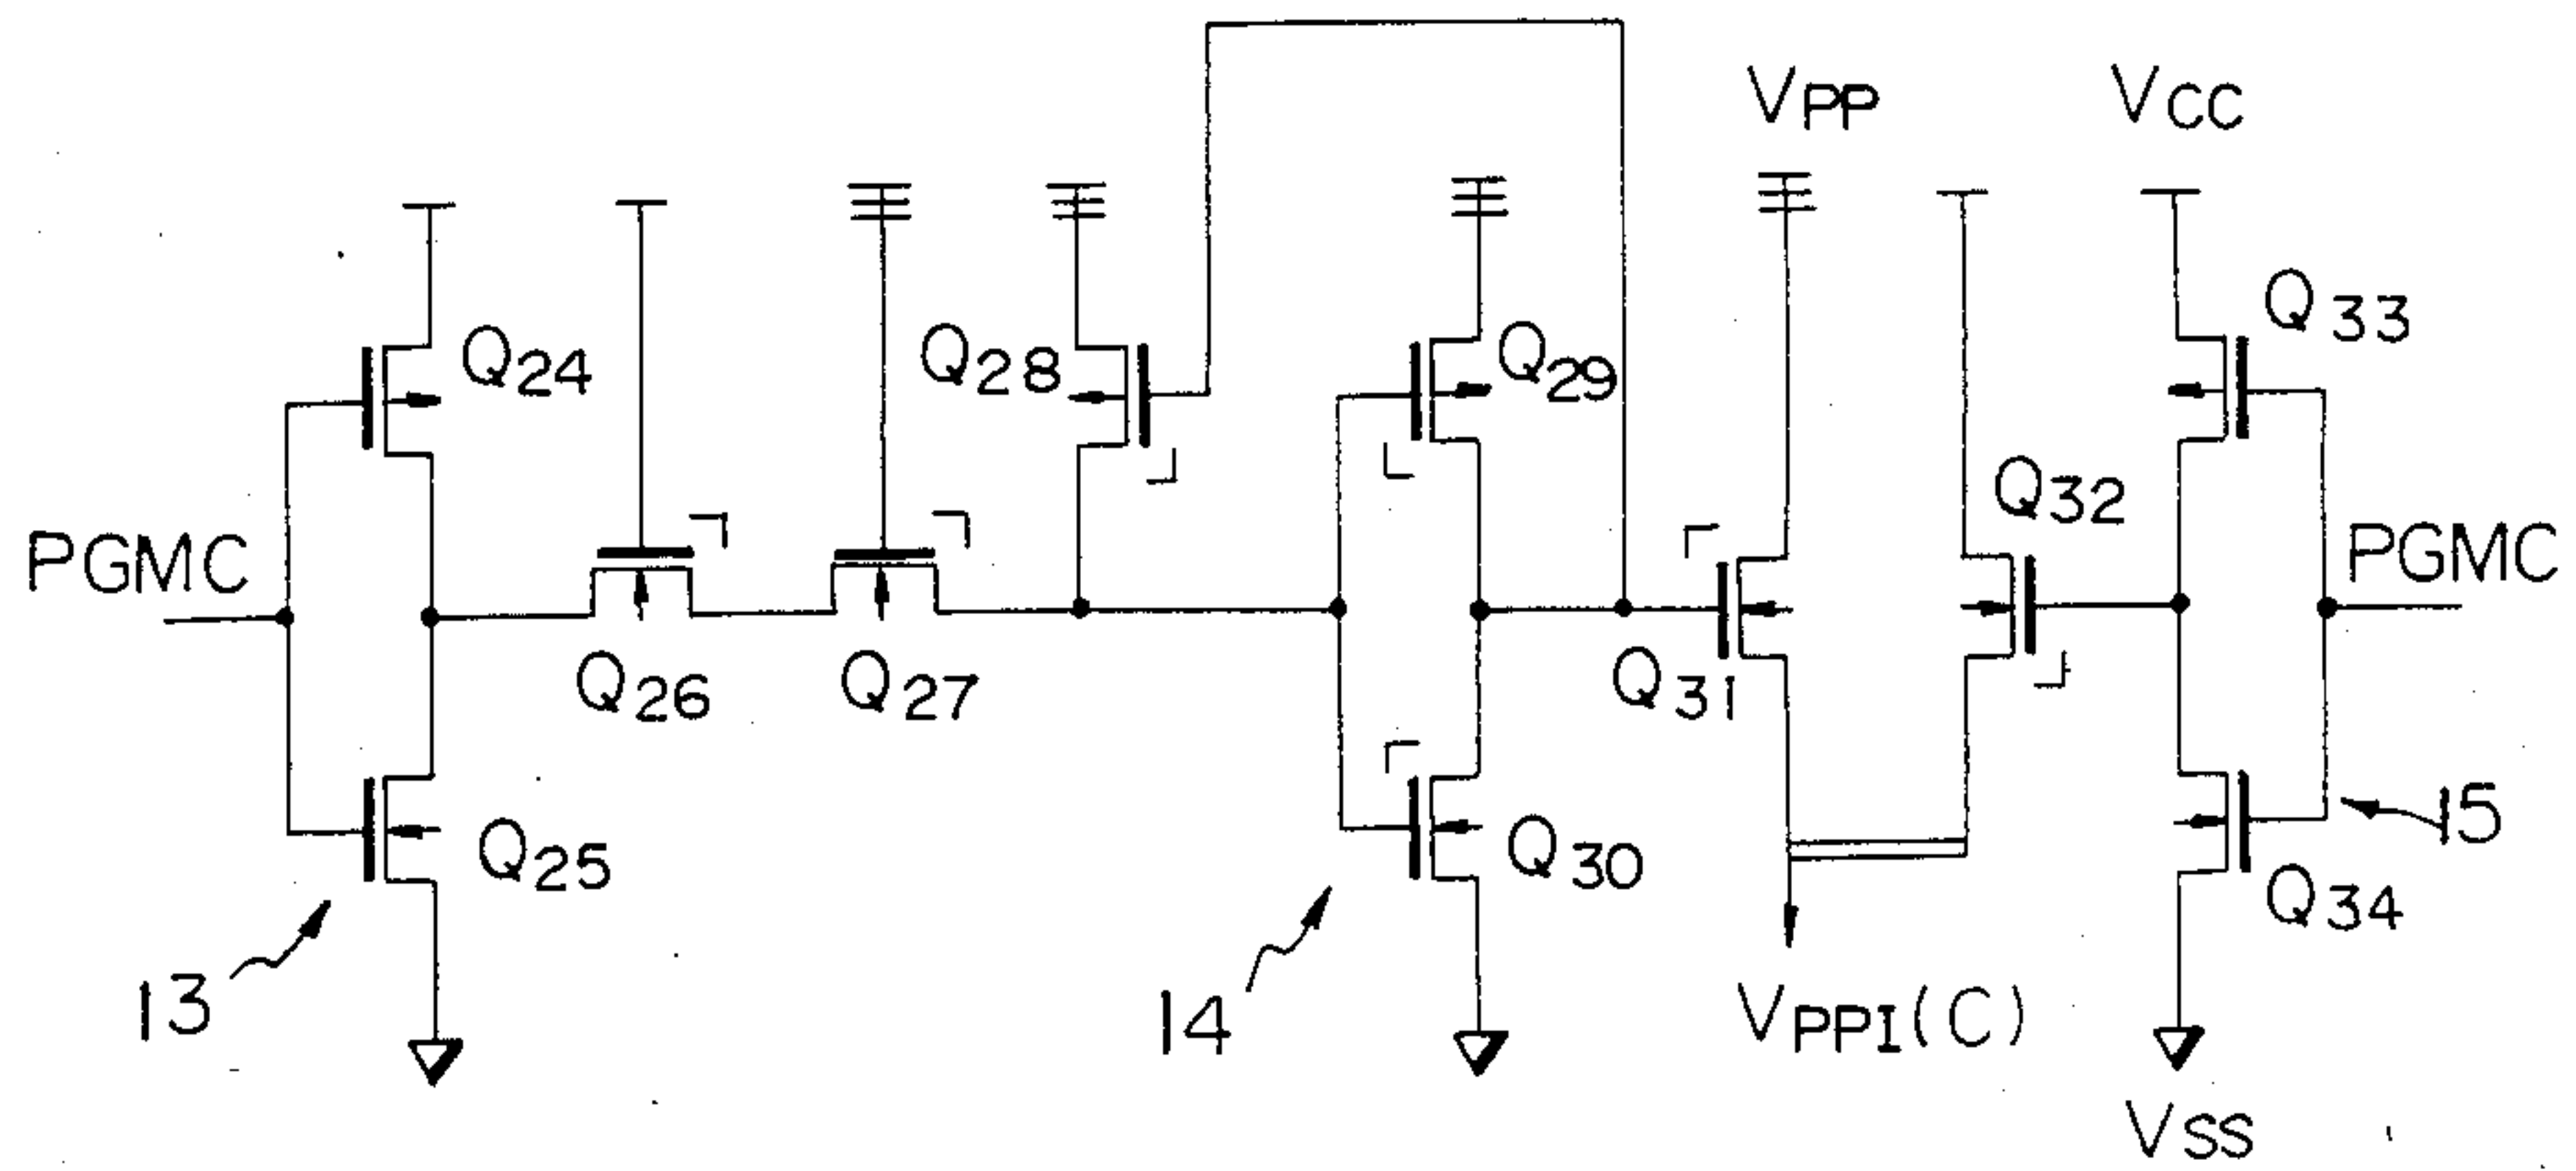 VPP
VCC
Q33
Q24
Q28
Q29
Q32
PGMC
PGMC
Q26
Q27
Q31
Q25
Q30
15
Q34
13
14
VPPI(C)
VSS